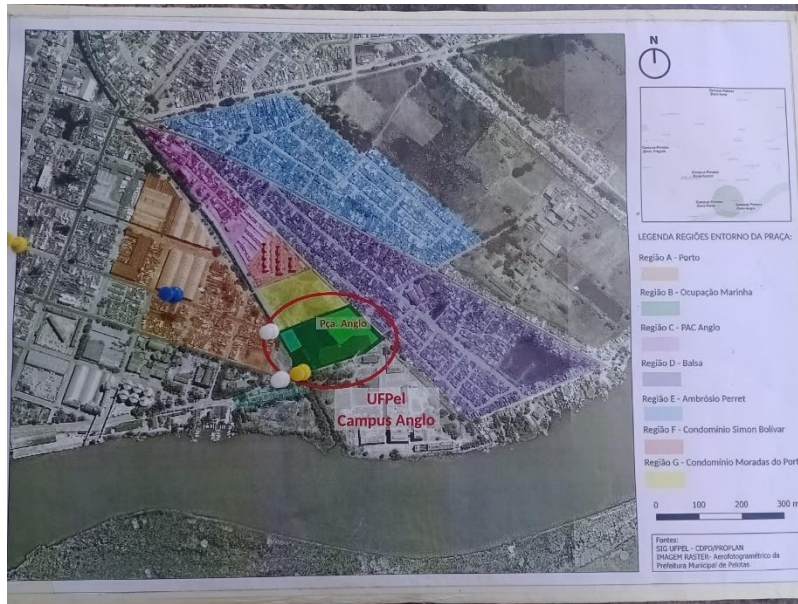 Pça. Anglo
UFPel
Campus Anglo
N
LEGENDA REGIÕES ENTORNO DA PRAÇA:
Região A - Porto
Região B - Ocupação Marinha
Região C - PAC Anglo
Região D - Balsa
Região E - Ambrósio Perret
Região F - Condomínio Simon Bolívar
Região G - Condomínio Moradas do Port
0 100 200 300 m
Fontes:
SIG UFPEL - CDPD/PROPLAN
IMAGEM RASTER- Aerofotogramétrico da
Prefeitura Municipal de Pelotas